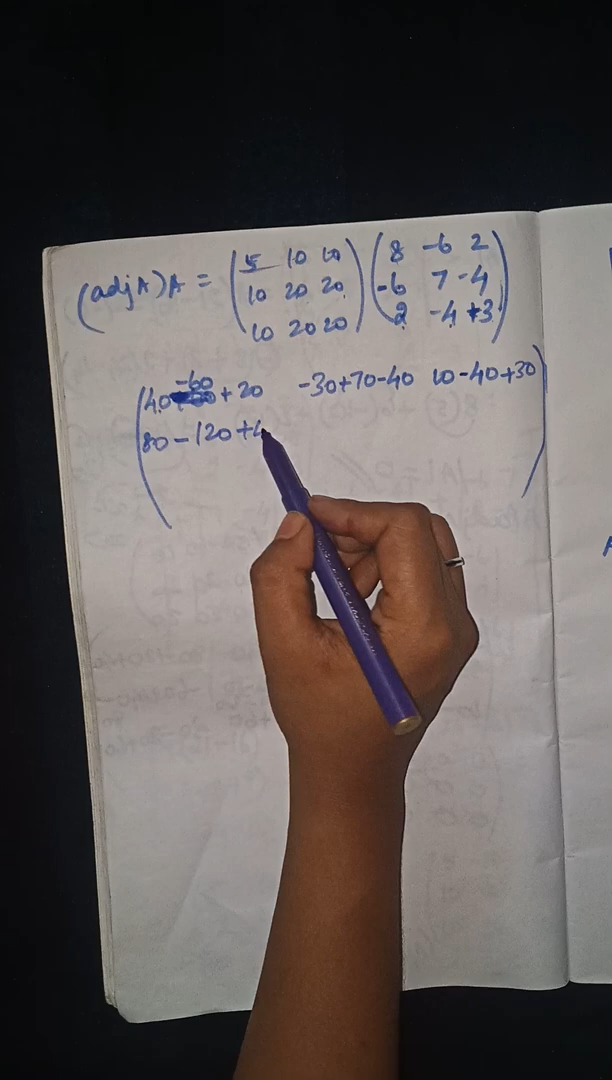 (adjA)A = (5 10 10) (8 -6 2)
10 20 20 -6 7 -4
10 20 20 2 -4 +3
40 -60 + 20 -30+70-40 10-40+30
80 - 120 +4